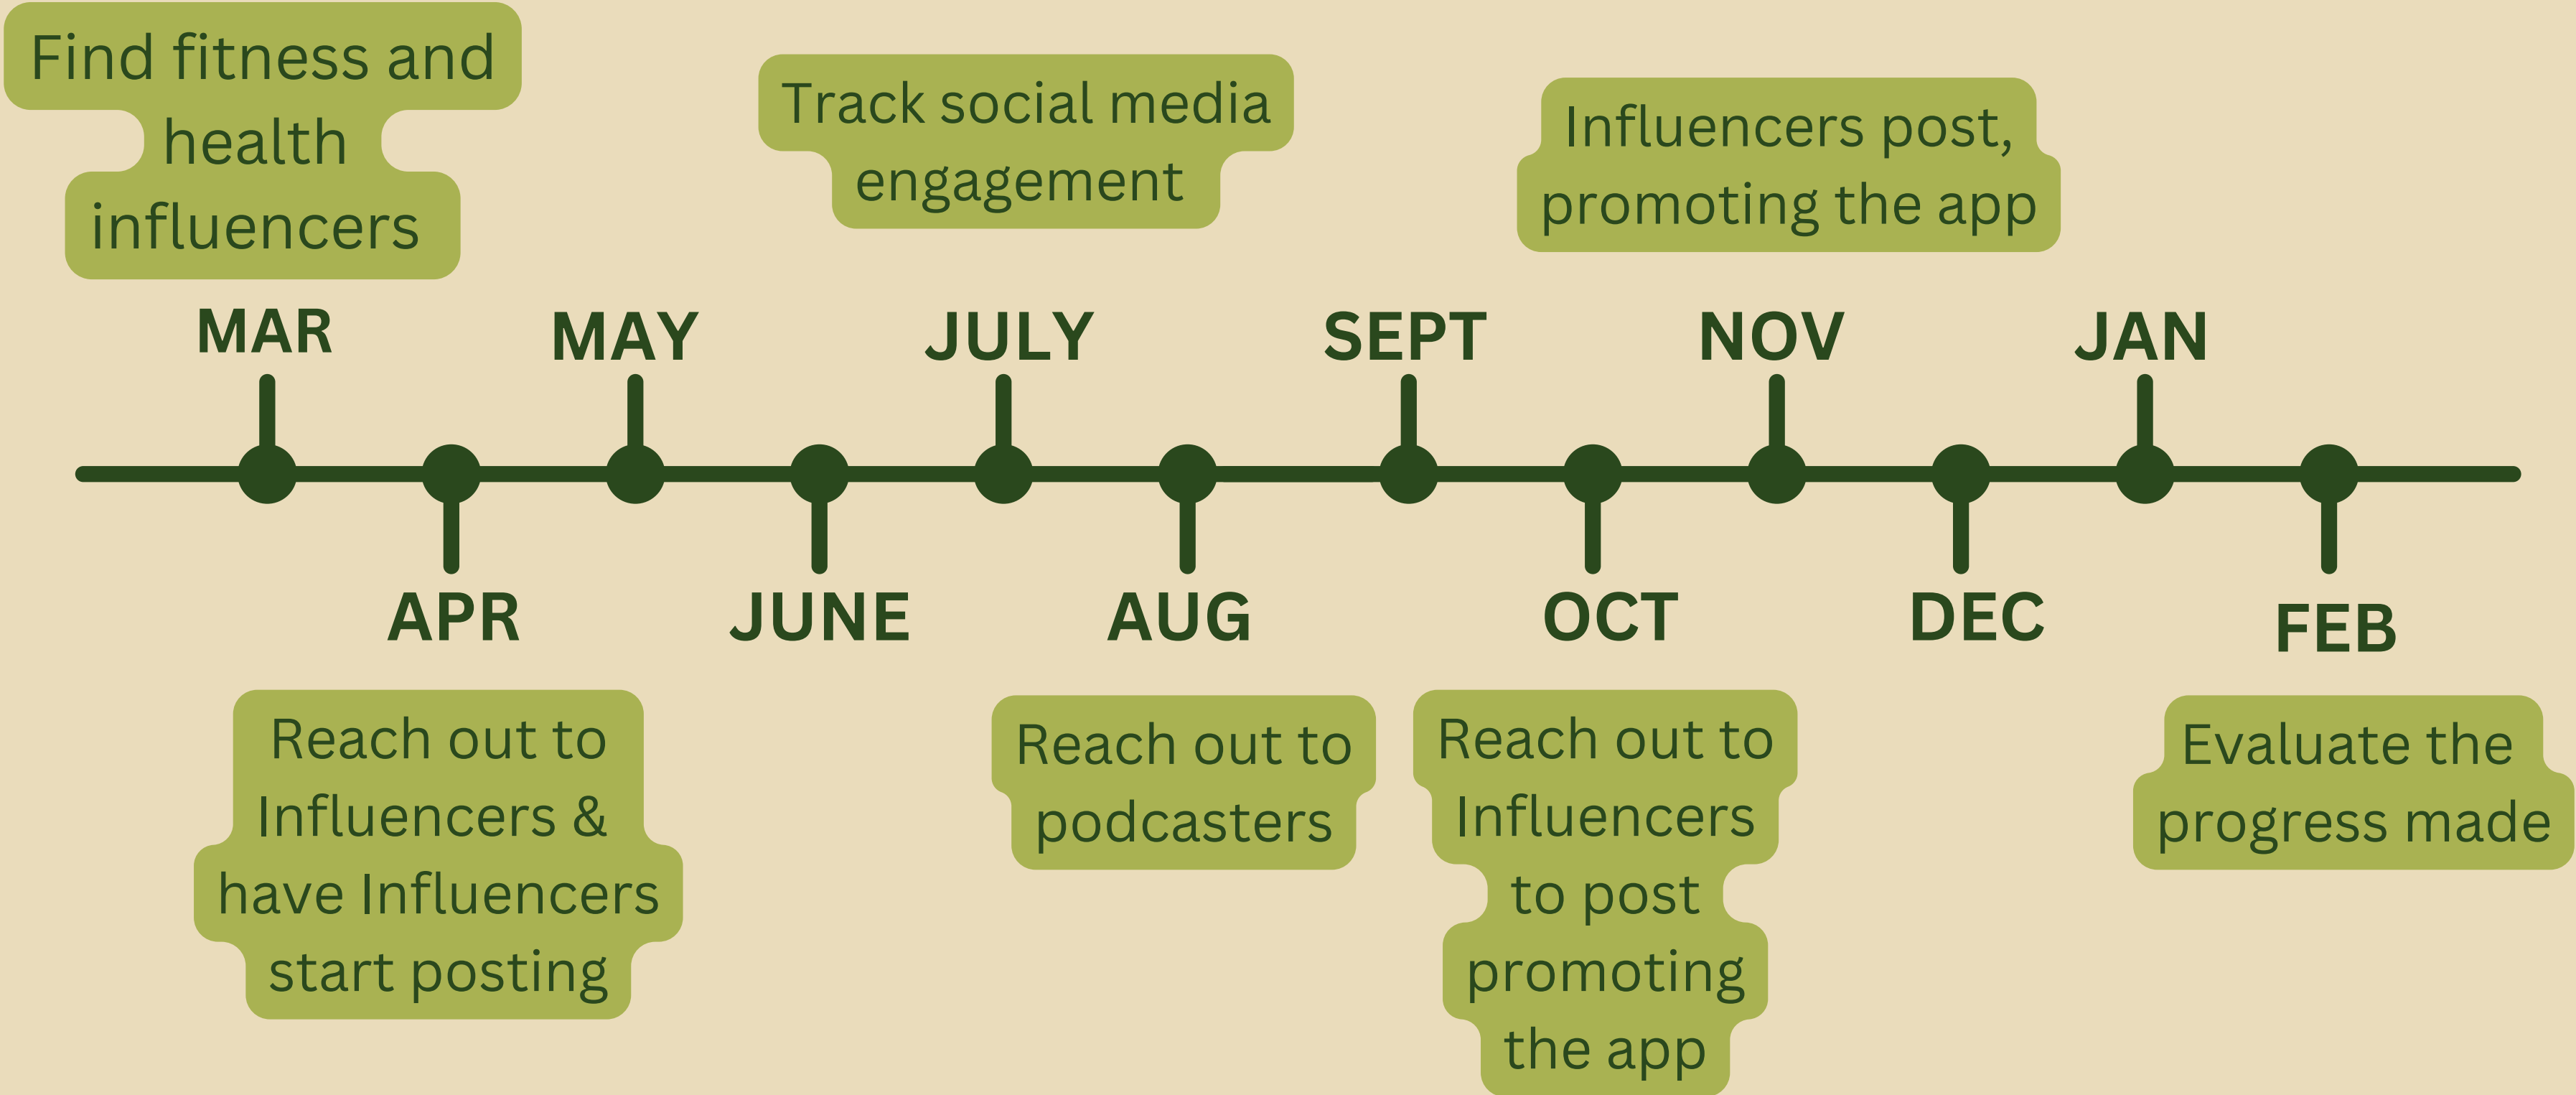 Find fitness and
health
influencers
Track social media
engagement
Influencers post,
promoting the app
MAR
MAY
JULY
SEPT
NOV
JAN
APR
JUNE
AUG
OCT
DEC
FEB
Reach out to
Influencers &
have Influencers
start posting
Reach out to
podcasters
Reach out to
Influencers
to post
promoting
the app
Evaluate the
progress made